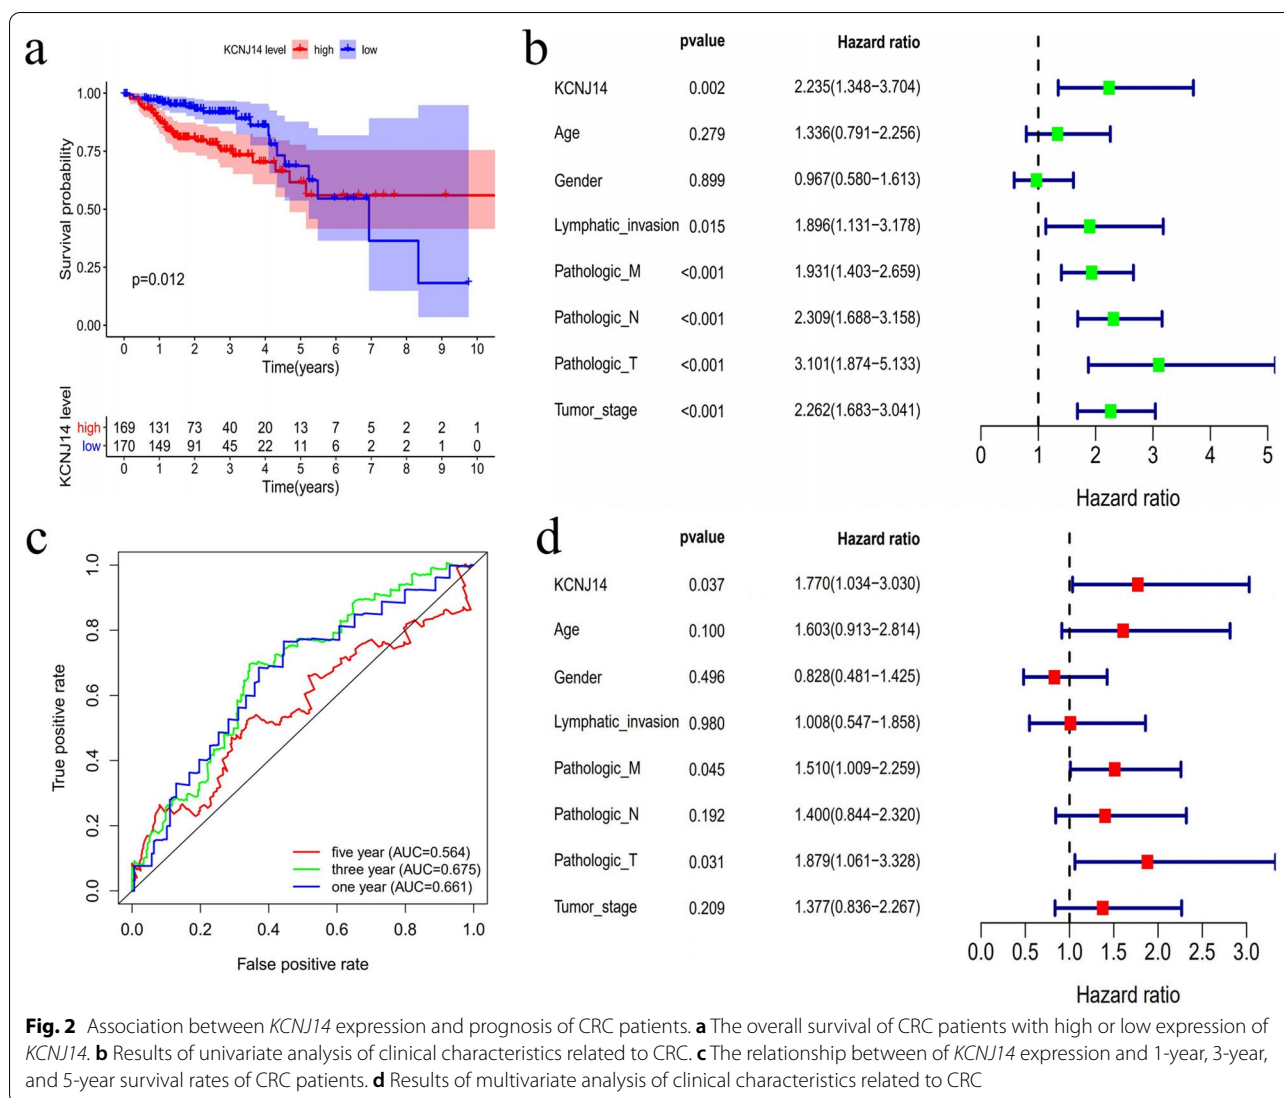 a
KCNJ14 level high low
Survival probability
1.00
0.75
0.50
0.25
0.00
p=0.012
0 1 2 3 4 5 6 7 8 9 10
Time(years)
KCNJ14 level
high 169 131 73 40 20 13 7 5 2 2 1
low 170 149 91 45 22 11 6 2 2 1 0
0 1 2 3 4 5 6 7 8 9 10
Time(years)
b
pvalue Hazard ratio
KCNJ14 0.002 2.235(1.348−3.704)
Age 0.279 1.336(0.791−2.256)
Gender 0.899 0.967(0.580−1.613)
Lymphatic_invasion 0.015 1.896(1.131−3.178)
Pathologic_M <0.001 1.931(1.403−2.659)
Pathologic_N <0.001 2.309(1.688−3.158)
Pathologic_T <0.001 3.101(1.874−5.133)
Tumor_stage <0.001 2.262(1.683−3.041)
0 1 2 3 4 5
Hazard ratio
c
True positive rate
1.0
0.8
0.6
0.4
0.2
0.0
five year (AUC=0.564)
three year (AUC=0.675)
one year (AUC=0.661)
0.0 0.2 0.4 0.6 0.8 1.0
False positive rate
d
pvalue Hazard ratio
KCNJ14 0.037 1.770(1.034−3.030)
Age 0.100 1.603(0.913−2.814)
Gender 0.496 0.828(0.481−1.425)
Lymphatic_invasion 0.980 1.008(0.547−1.858)
Pathologic_M 0.045 1.510(1.009−2.259)
Pathologic_N 0.192 1.400(0.844−2.320)
Pathologic_T 0.031 1.879(1.061−3.328)
Tumor_stage 0.209 1.377(0.836−2.267)
0.0 0.5 1.0 1.5 2.0 2.5 3.0
Hazard ratio
Fig. 2 Association between KCNJ14 expression and prognosis of CRC patients. a The overall survival of CRC patients with high or low expression of
KCNJ14. b Results of univariate analysis of clinical characteristics related to CRC. c The relationship between of KCNJ14 expression and 1-year, 3-year,
and 5-year survival rates of CRC patients. d Results of multivariate analysis of clinical characteristics related to CRC